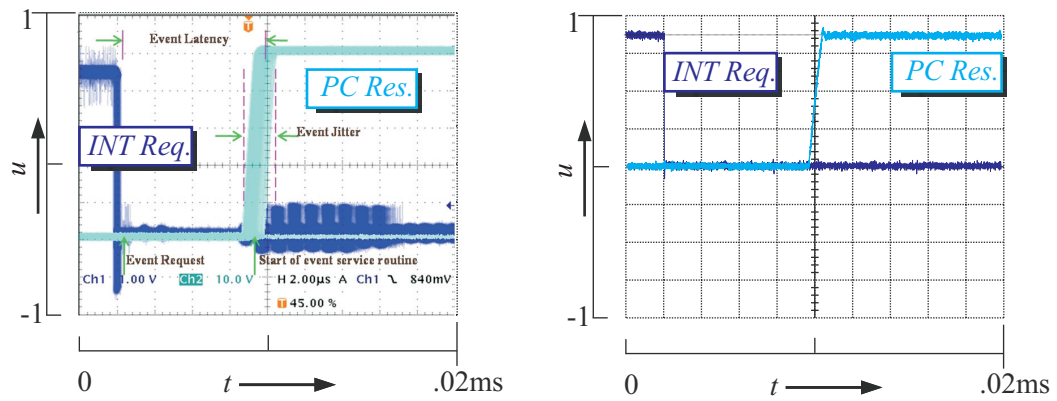 1
T
Event Latency
PC Res.
INT Req.
Event Jitter
u
Event Request
Start of event service routine
Ch1 1.00 V Ch2 10.0 V H 2.00µs A Ch1 840mV
T 45.00 %
-1
0 t .02ms
1
INT Req. PC Res.
u
-1
0 t .02ms